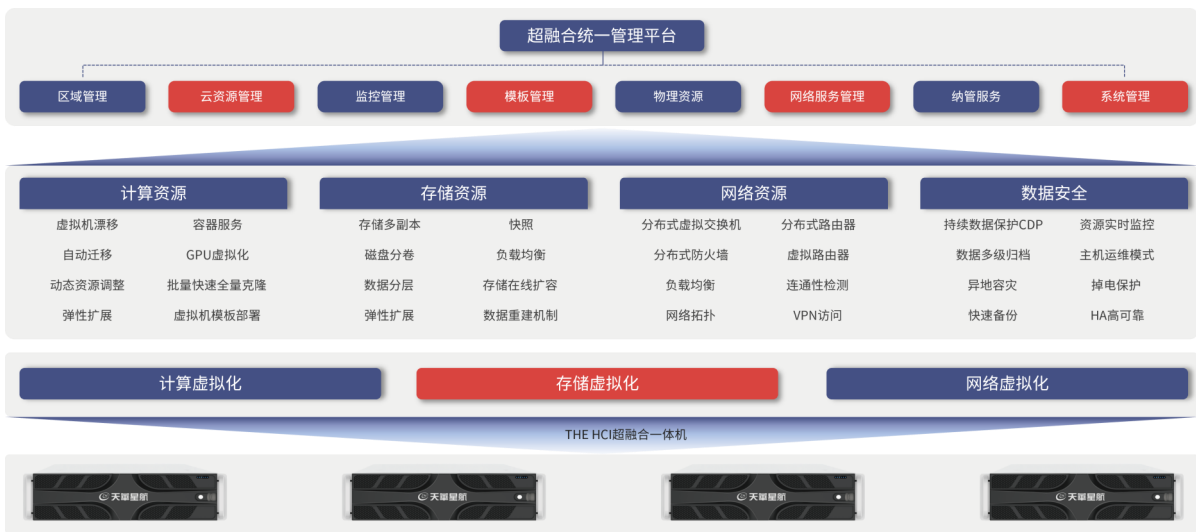 超融合统一管理平台
区域管理 云资源管理 监控管理 模板管理 物理资源 网络服务管理 纳管服务 系统管理
计算资源 存储资源 网络资源 数据安全
虚拟机漂移 容器服务 存储多副本 快照 分布式虚拟交换机 分布式路由器 持续数据保护CDP 资源实时监控
自动迁移 GPU虚拟化 磁盘分卷 负载均衡 分布式防火墙 虚拟路由器 数据多级归档 主机运维模式
动态资源调整 批量快速全量克隆 数据分层 存储在线扩容 负载均衡 连通性检测 异地容灾 掉电保护
弹性扩展 虚拟机模板部署 弹性扩展 数据重建机制 网络拓扑 VPN访问 快速备份 HA高可靠
计算虚拟化 存储虚拟化 网络虚拟化
THE HCI超融合一体机
天單星航 天單星航 天單星航 天單星航